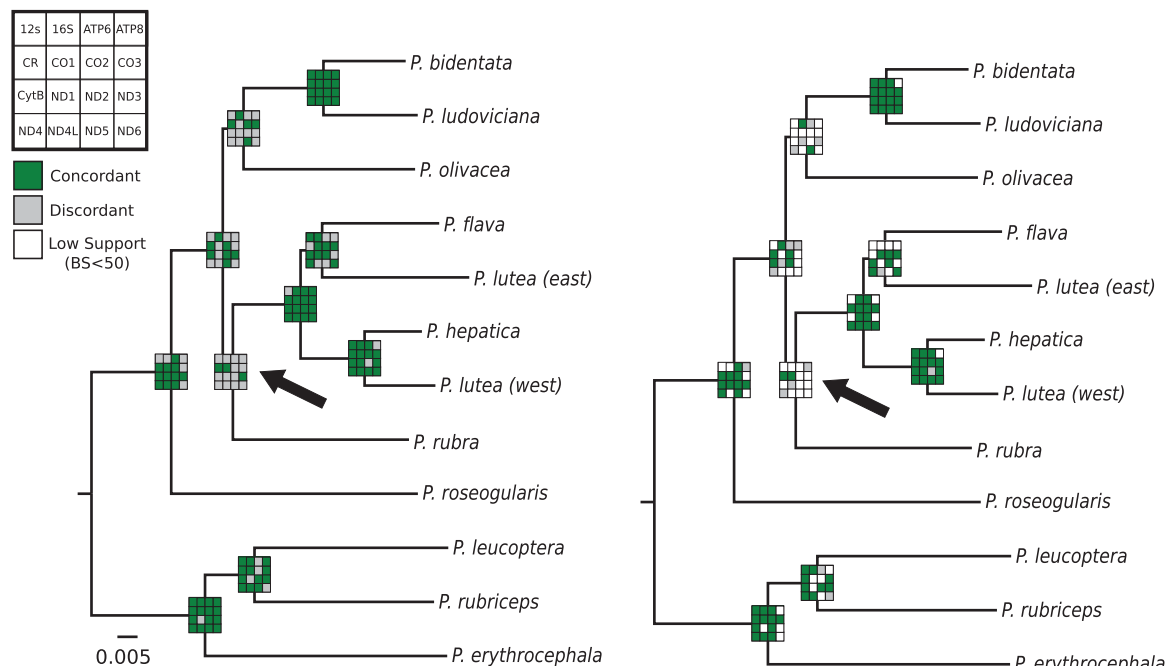 12s 16S ATP6 ATP8
CR CO1 CO2 CO3
CytB ND1 ND2 ND3
ND4 ND4L ND5 ND6
Concordant
Discordant
Low Support
(BS<50)
P. bidentata
P. ludoviciana
P. olivacea
P. flava
P. lutea (east)
P. hepatica
P. lutea (west)
P. rubra
P. roseogularis
P. leucoptera
P. rubriceps
P. erythrocephala
0.005
P. bidentata
P. ludoviciana
P. olivacea
P. flava
P. lutea (east)
P. hepatica
P. lutea (west)
P. rubra
P. roseogularis
P. leucoptera
P. rubriceps
P. erythrocephala